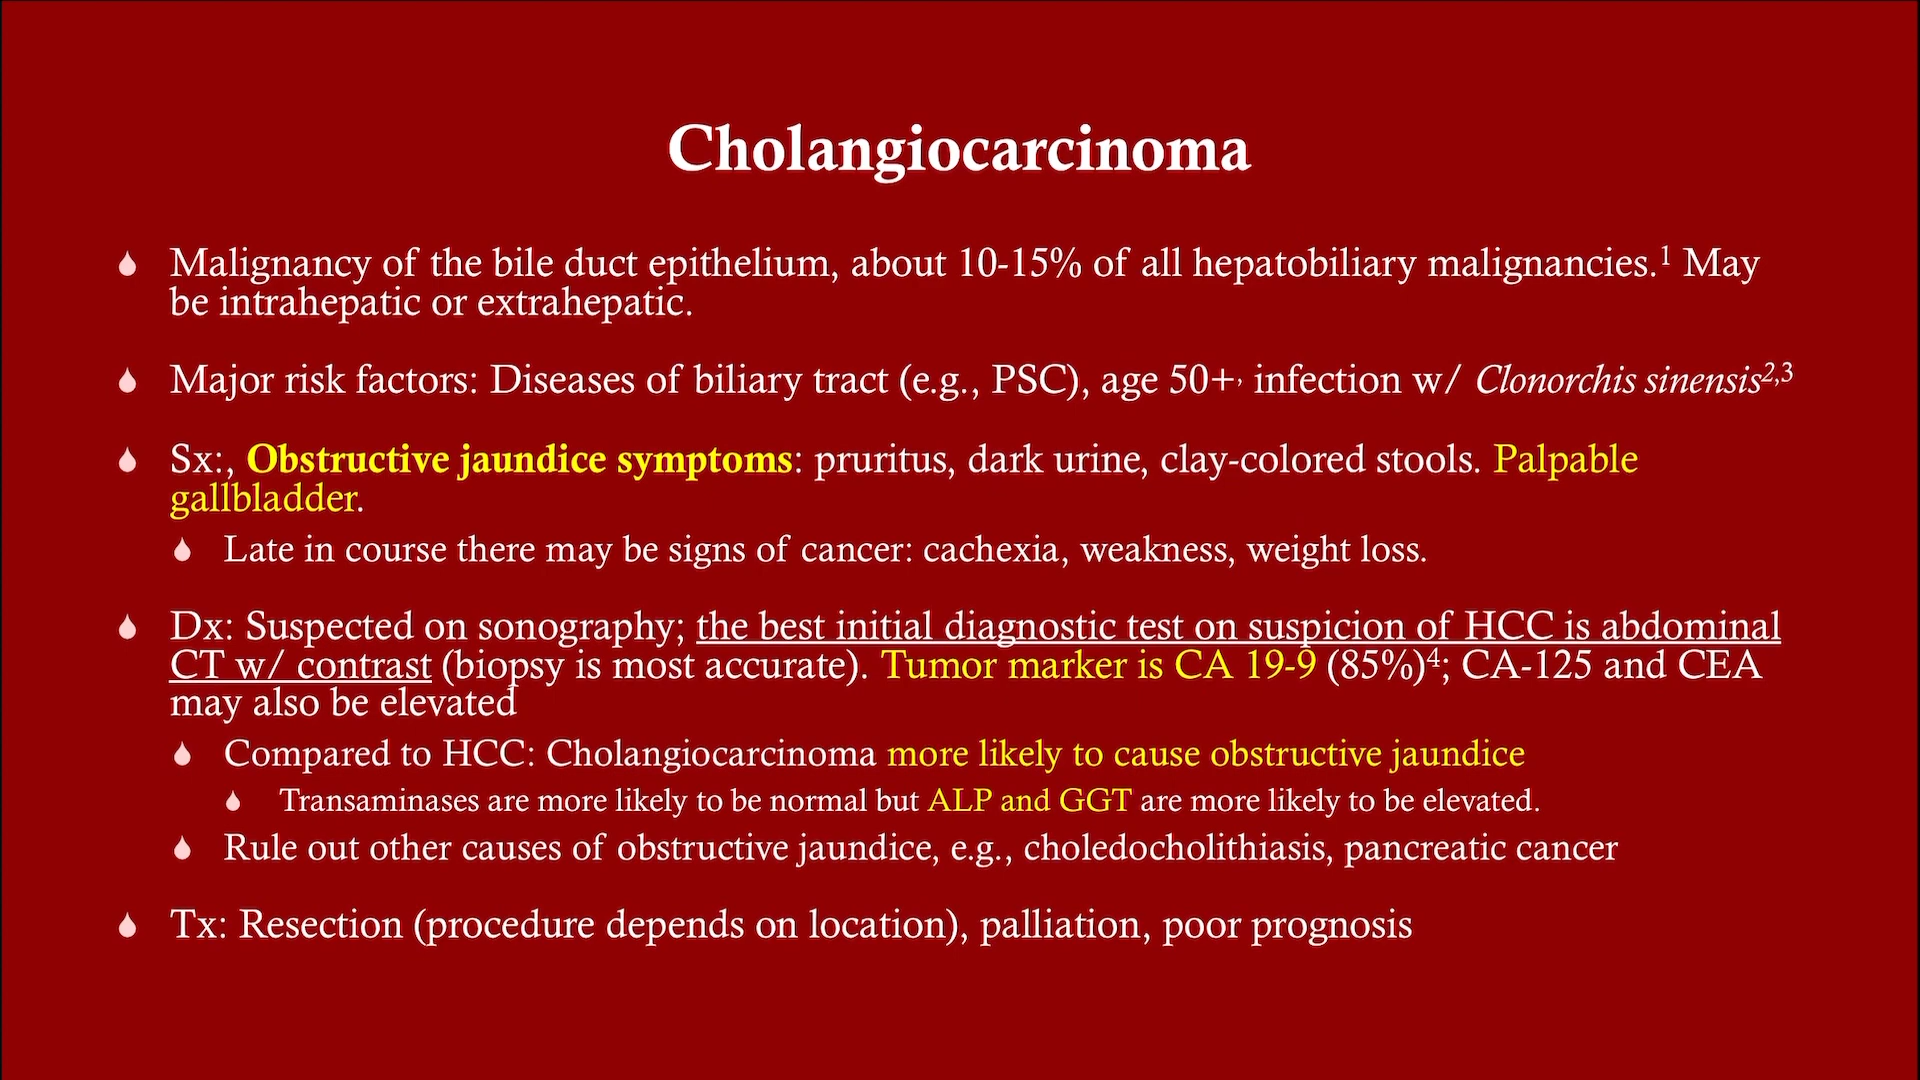 Cholangiocarcinoma
Malignancy of the bile duct epithelium, about 10-15% of all hepatobiliary malignancies.1 May
be intrahepatic or extrahepatic.
Major risk factors: Diseases of biliary tract (e.g., PSC), age 50+, infection w/ Clonorchis sinensis2,3
Sx:, Obstructive jaundice symptoms: pruritus, dark urine, clay-colored stools. Palpable
gallbladder.
Late in course there may be signs of cancer: cachexia, weakness, weight loss.
Dx: Suspected on sonography; the best initial diagnostic test on suspicion of HCC is abdominal
CT w/ contrast (biopsy is most accurate). Tumor marker is CA 19-9 (85%)4; CA-125 and CEA
may also be elevated
Compared to HCC: Cholangiocarcinoma more likely to cause obstructive jaundice
Transaminases are more likely to be normal but ALP and GGT are more likely to be elevated.
Rule out other causes of obstructive jaundice, e.g., choledocholithiasis, pancreatic cancer
Tx: Resection (procedure depends on location), palliation, poor prognosis